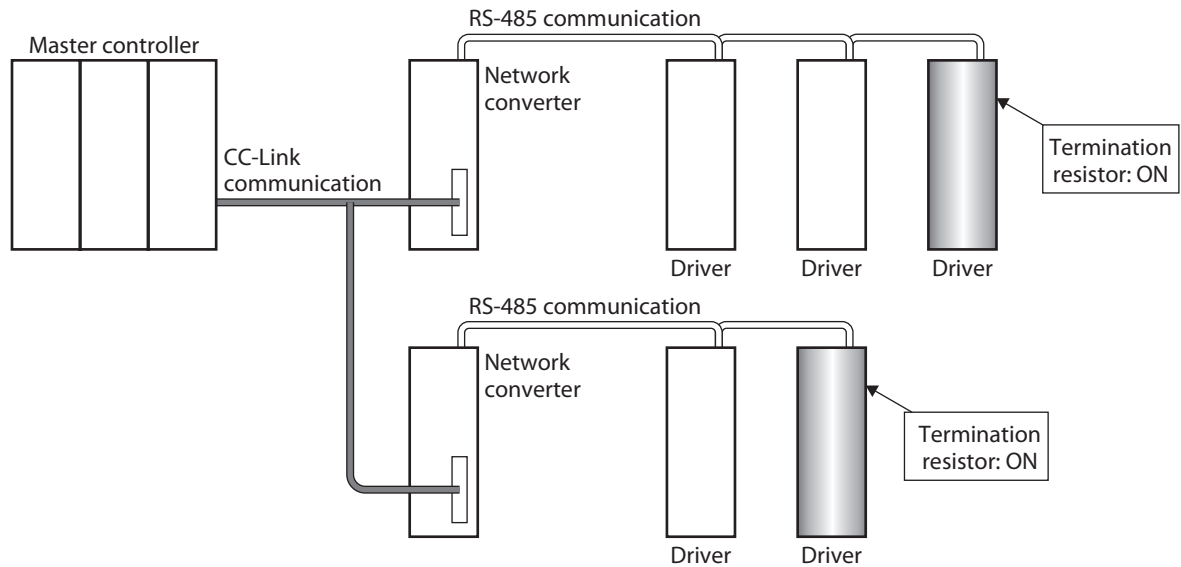 RS-485 communication
Master controller
Network
converter
CC-Link
communication
Termination
resistor: ON
Driver
Driver
Driver
RS-485 communication
Network
converter
Termination
resistor: ON
Driver
Driver